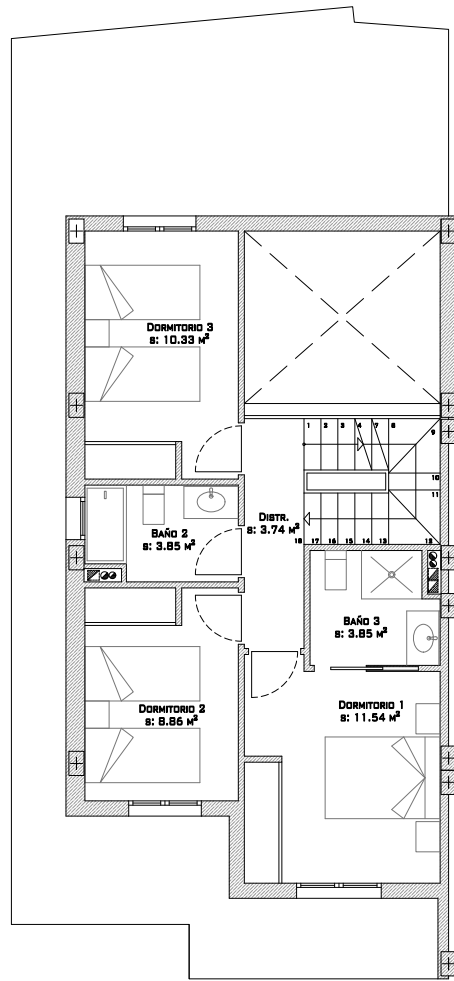 Dormitorio 3
s: 10.33 m²
1 2 3 4 7 8
9
10
11
Distr.
s: 3.74 m²
Baño 2
s: 3.85 m²
18 17 16 15 14 13 12
Baño 3
s: 3.85 m²
Dormitorio 2
s: 8.86 m²
Dormitorio 1
s: 11.54 m²